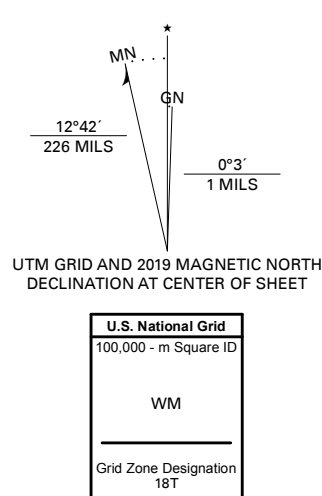 ★
MN
GN
12°42´
226 MILS
0°3´
1 MILS
UTM GRID AND 2019 MAGNETIC NORTH
DECLINATION AT CENTER OF SHEET
U.S. National Grid
100,000 - m Square ID
WM
Grid Zone Designation
18T